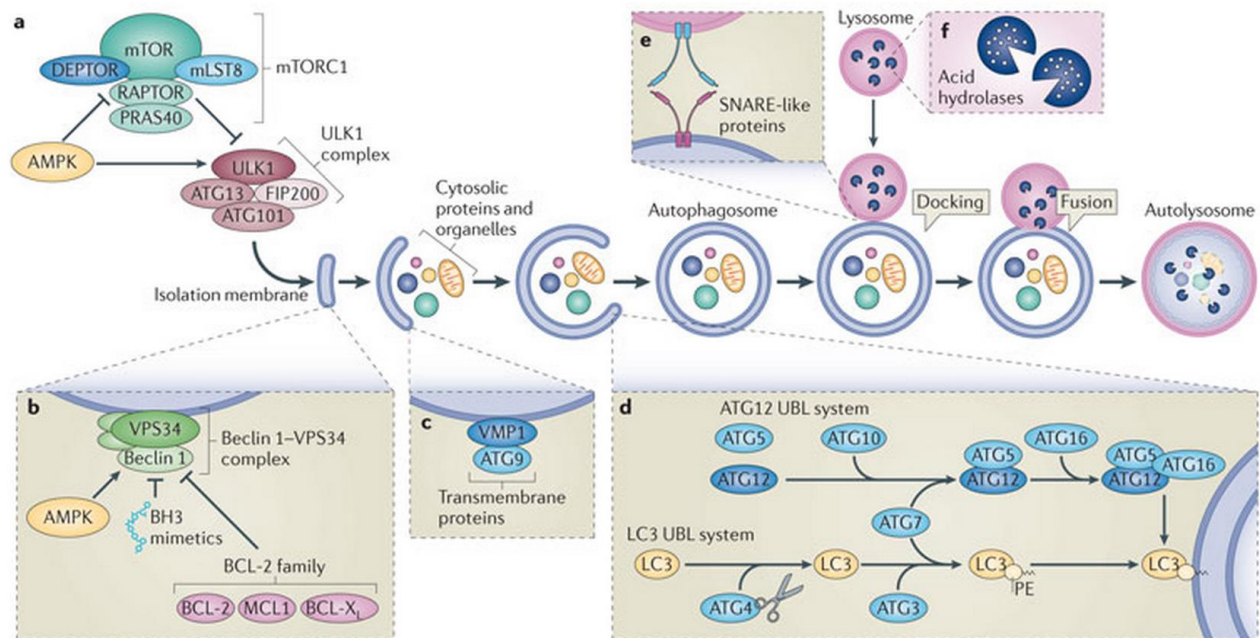 a
mTOR
DEPTOR
mLST8
RAPTOR
PRAS40
mTORC1
AMPK
ULK1
complex
ULK1
ATG13
FIP200
ATG101
Isolation membrane
Cytosolic
proteins and
organelles
Autophagosome
e
SNARE-like
proteins
Lysosome
f
Acid
hydrolases
Docking
Fusion
Autolysosome
b
VPS34
Beclin 1
Beclin 1–VPS34
complex
AMPK
BH3
mimetics
BCL-2 family
BCL-2
MCL1
BCL-XL
c
VMP1
ATG9
Transmembrane
proteins
d
ATG12 UBL system
ATG5
ATG10
ATG16
ATG12
ATG5
ATG12
ATG5
ATG12
ATG16
ATG7
LC3 UBL system
LC3
LC3
LC3
PE
LC3
ATG4
ATG3